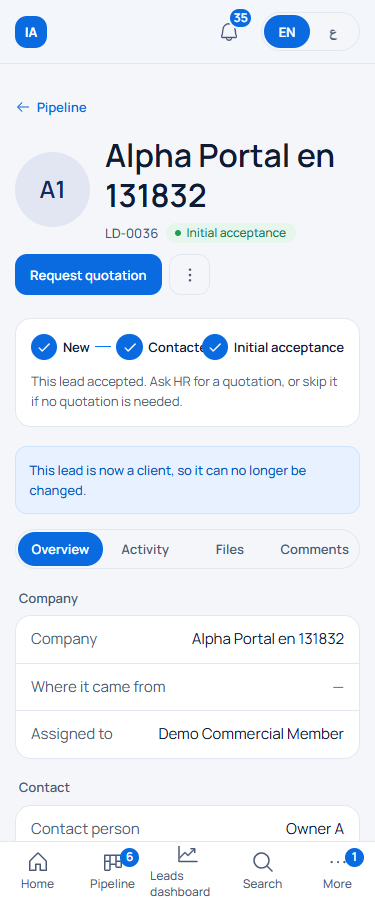 IA
35
EN
ع
Pipeline
A1
Alpha Portal en
131832
LD-0036
Initial acceptance
Request quotation
New
Contacte
Initial acceptance
This lead accepted. Ask HR for a quotation, or skip it
if no quotation is needed.
This lead is now a client, so it can no longer be
changed.
Overview
Activity
Files
Comments
Company
Company
Alpha Portal en 131832
Where it came from
—
Assigned to
Demo Commercial Member
Contact
Contact person
Owner A
Home
Pipeline
6
Leads
dashboard
Search
More
1